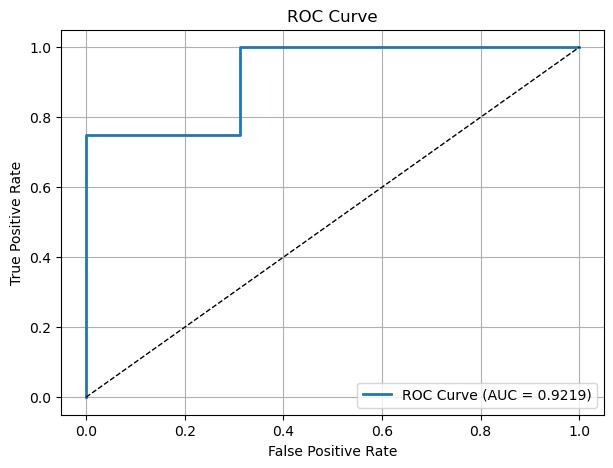 ROC Curve
True Positive Rate
1.0
0.8
0.6
0.4
0.2
0.0
ROC Curve (AUC = 0.9219)
0.0 0.2 0.4 0.6 0.8 1.0
False Positive Rate